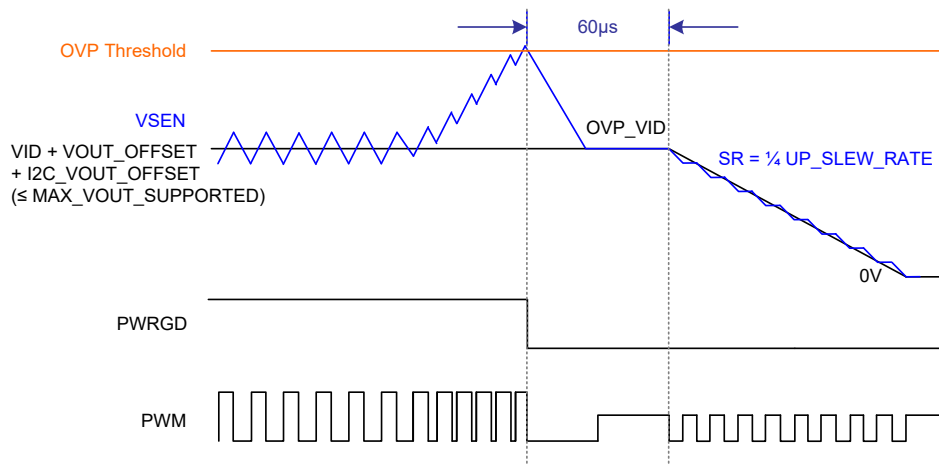 60µs
OVP Threshold
VSEN
OVP_VID
VID + VOUT_OFFSET
+ I2C_VOUT_OFFSET
(≤ MAX_VOUT_SUPPORTED)
SR = ¼ UP_SLEW_RATE
0V
PWRGD
PWM